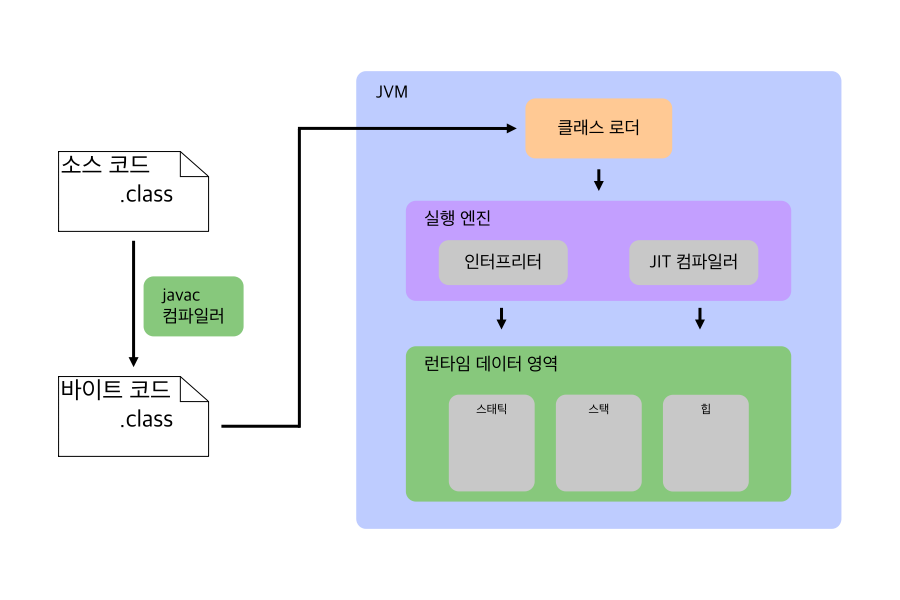 JVM
클래스 로더
소스 코드
.class
실행 엔진
인터프리터
JIT 컴파일러
javac
컴파일러
런타임 데이터 영역
바이트 코드
.class
스태틱
스택
힙